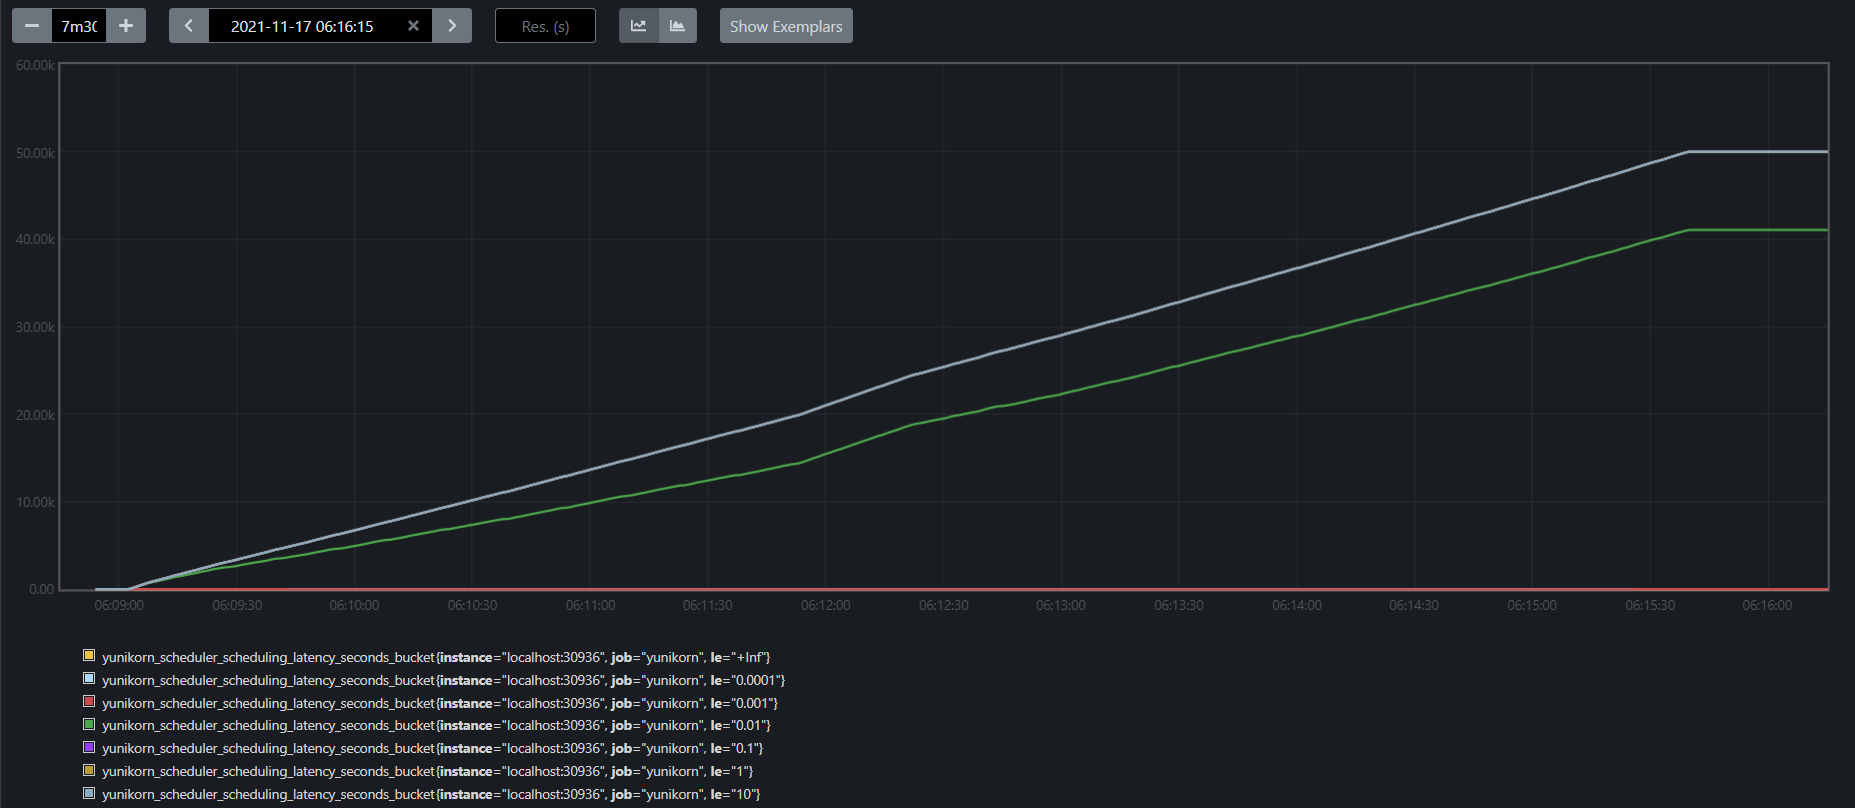 7m30 2021-11-17 06:16:15 Res. (s) Show Exemplars
60.00k
50.00k
40.00k
30.00k
20.00k
10.00k
0.00
06:09:00 06:09:30 06:10:00 06:10:30 06:11:00 06:11:30 06:12:00 06:12:30 06:13:00 06:13:30 06:14:00 06:14:30 06:15:00 06:15:30 06:16:00
yunikorn_scheduler_scheduling_latency_seconds_bucket{instance="localhost:30936", job="yunikorn", le="+Inf"}
yunikorn_scheduler_scheduling_latency_seconds_bucket{instance="localhost:30936", job="yunikorn", le="0.0001"}
yunikorn_scheduler_scheduling_latency_seconds_bucket{instance="localhost:30936", job="yunikorn", le="0.001"}
yunikorn_scheduler_scheduling_latency_seconds_bucket{instance="localhost:30936", job="yunikorn", le="0.01"}
yunikorn_scheduler_scheduling_latency_seconds_bucket{instance="localhost:30936", job="yunikorn", le="0.1"}
yunikorn_scheduler_scheduling_latency_seconds_bucket{instance="localhost:30936", job="yunikorn", le="1"}
yunikorn_scheduler_scheduling_latency_seconds_bucket{instance="localhost:30936", job="yunikorn", le="10"}